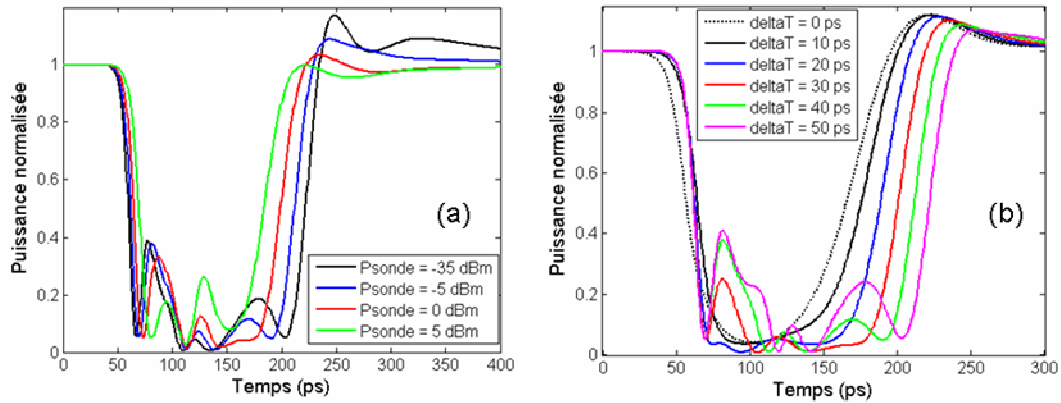 1
0.8
0.6
0.4
0.2
0
Puissance normalisée
0 50 100 150 200 250 300 350 400
Temps (ps)
(a)
Psonde = -35 dBm
Psonde = -5 dBm
Psonde = 0 dBm
Psonde = 5 dBm
1
0.8
0.6
0.4
0.2
0
Puissance normalisée
0 50 100 150 200 250 300
Temps (ps)
(b)
deltaT = 0 ps
deltaT = 10 ps
deltaT = 20 ps
deltaT = 30 ps
deltaT = 40 ps
deltaT = 50 ps